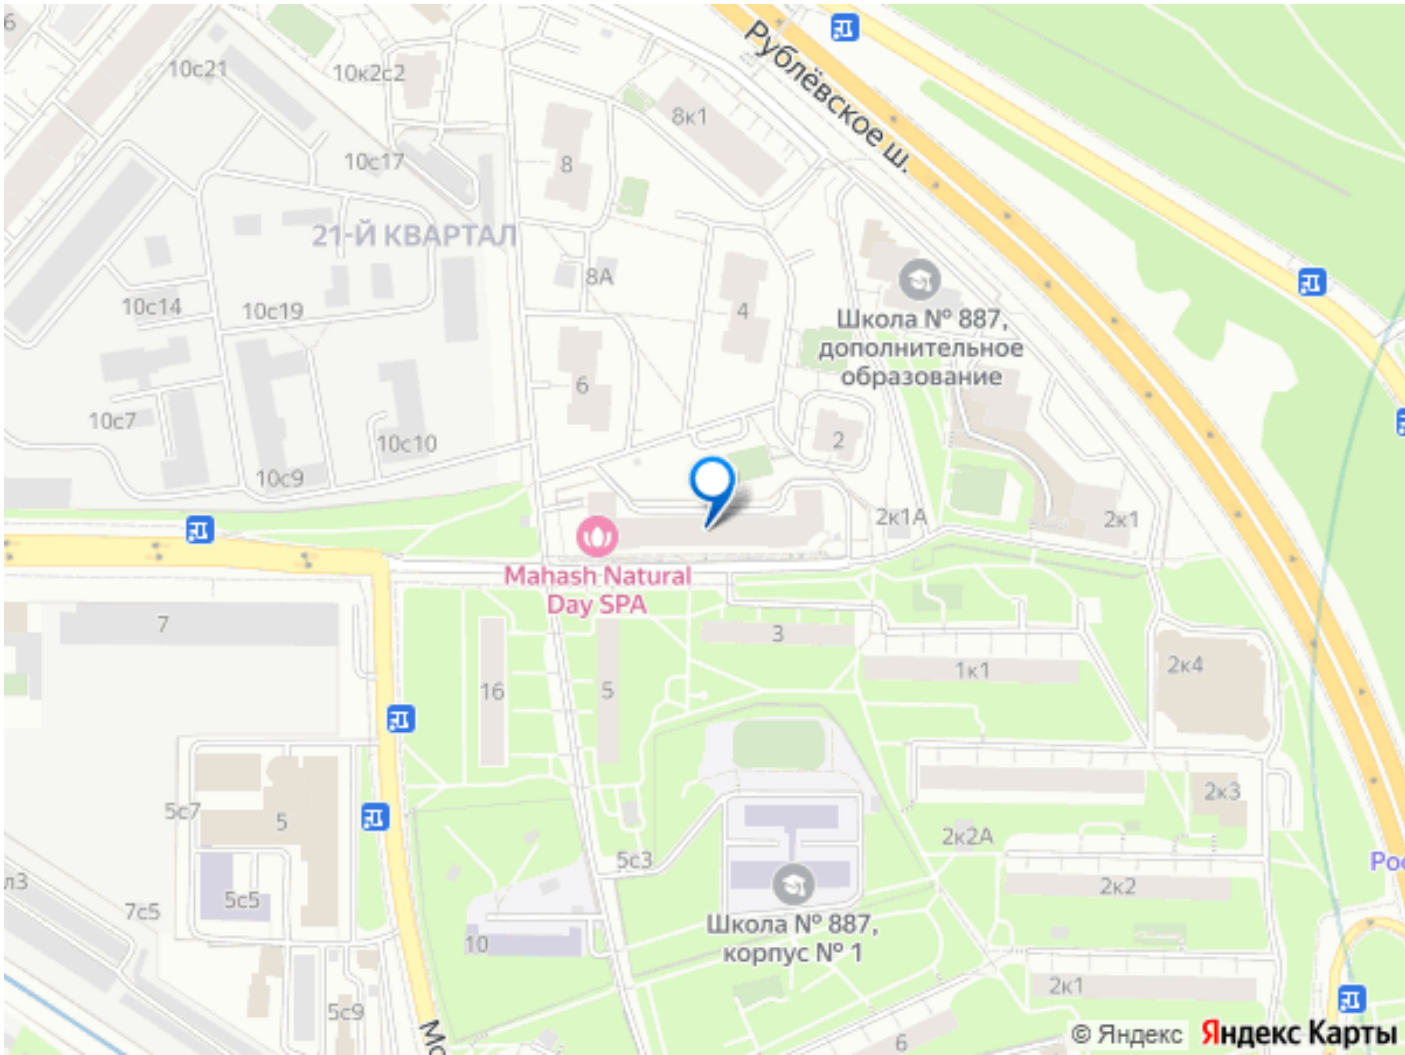 6
10с21
10к2с2
Рублёвское ш.
8к1
10с17
8
21-Й КВАРТАЛ
8А
10с14
10с19
4
Школа № 887,
дополнительное
образование
6
10с7
10с10
2
10с9
2к1А
2к1
Mahash Natural
Day SPA
7
3
1к1
2к4
16
5
5с7
5
2к3
2к2А
5с3
2к2
л3
5с5
7с5
Школа № 887,
корпус № 1
10
2к1
5с9
6
© Яндекс
Яндекс Карты